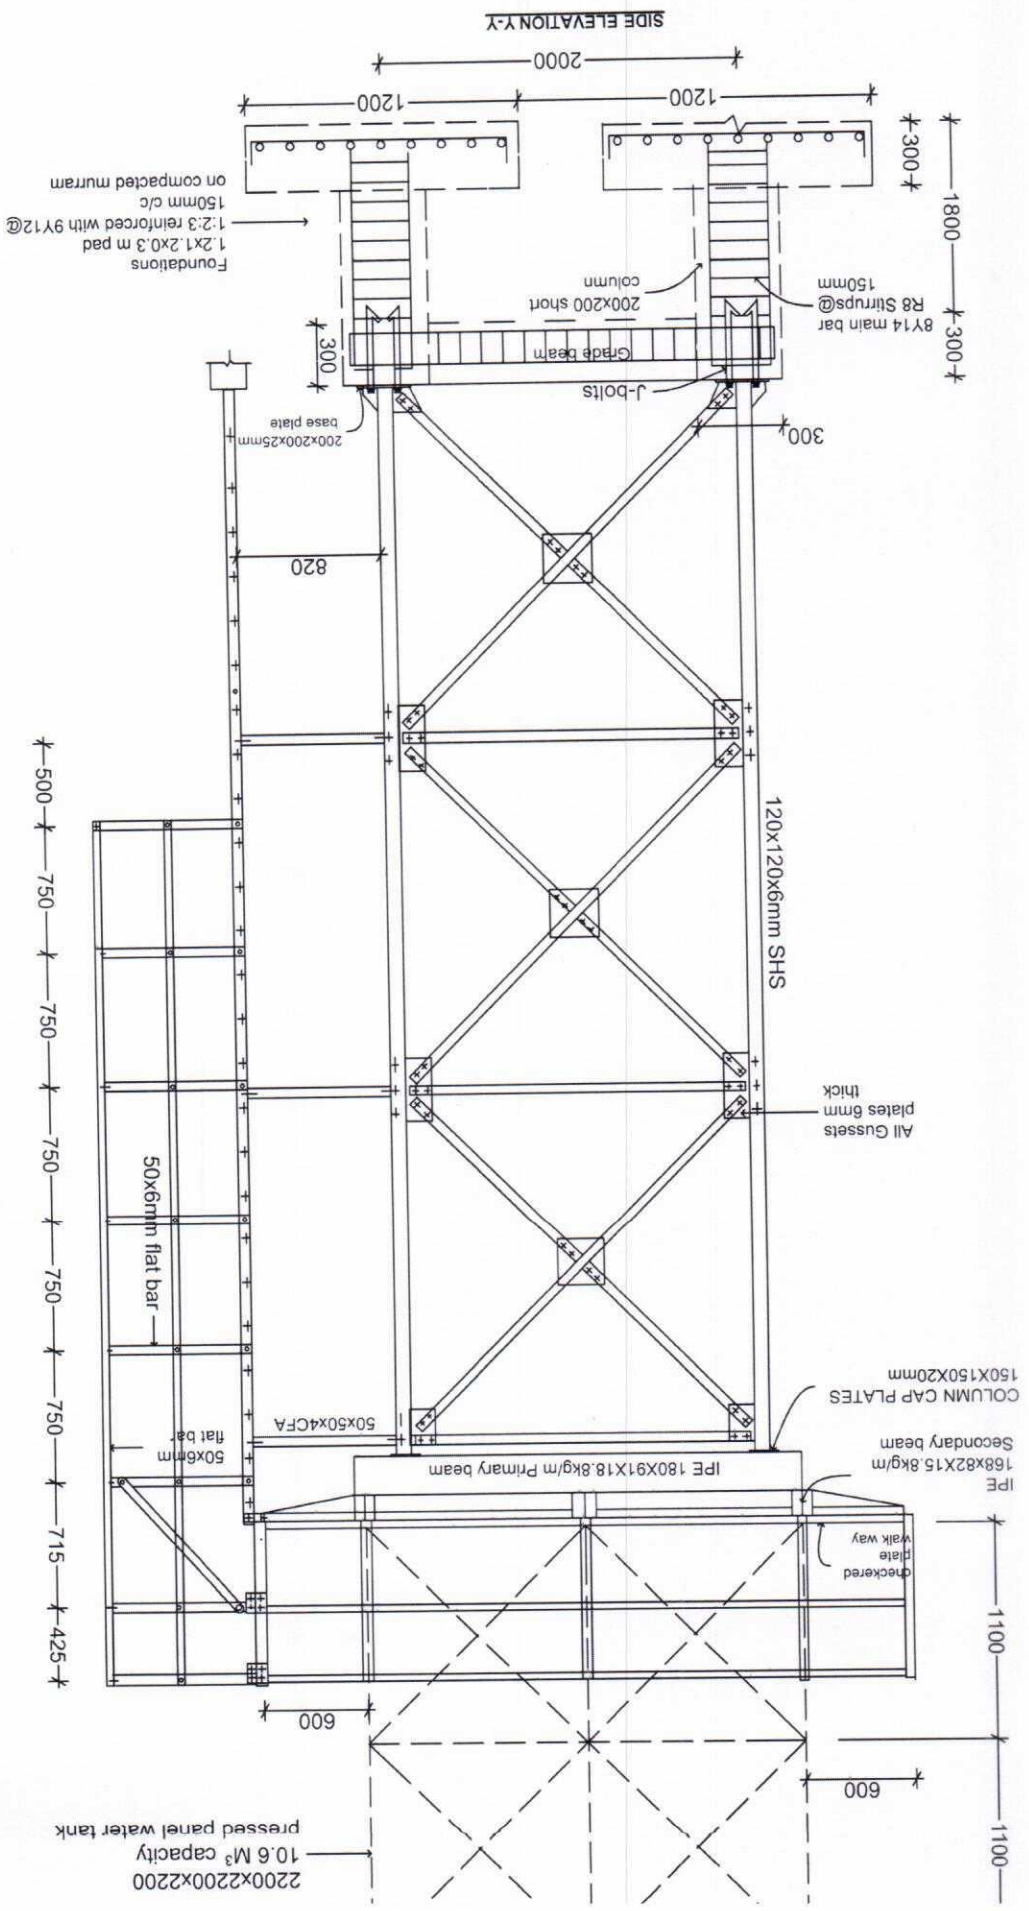 2200x2200x2200
10.6 M³ capacity
pressed panel water tank
1100
600
600
1100
checkered
plate
walk way
425
715
750
750
750
750
750
750
500
IPE
168x82X15.8kg/m
Secondary beam
COLUMN CAP PLATES
150X150X20mm
IPE 180X91X18.8kg/m Primary beam
50x50x4CFA
50x6mm
flat bar
50x6mm flat bar
All Gussets
plates 6mm
thick
120x120x6mm SHS
820
300
200x200x25mm
base plate
J-bolts
Grade beam
300
300
8Y14 main bar
R8 Stirrups@
150mm
200x200 short
column
1800
300
Foundations
1.2x1.2x0.3 m pad
1:2:3 reinforced with 9Y12@
150mm c/c
on compacted murram
1200
1200
2000
SIDE ELEVATION Y-Y